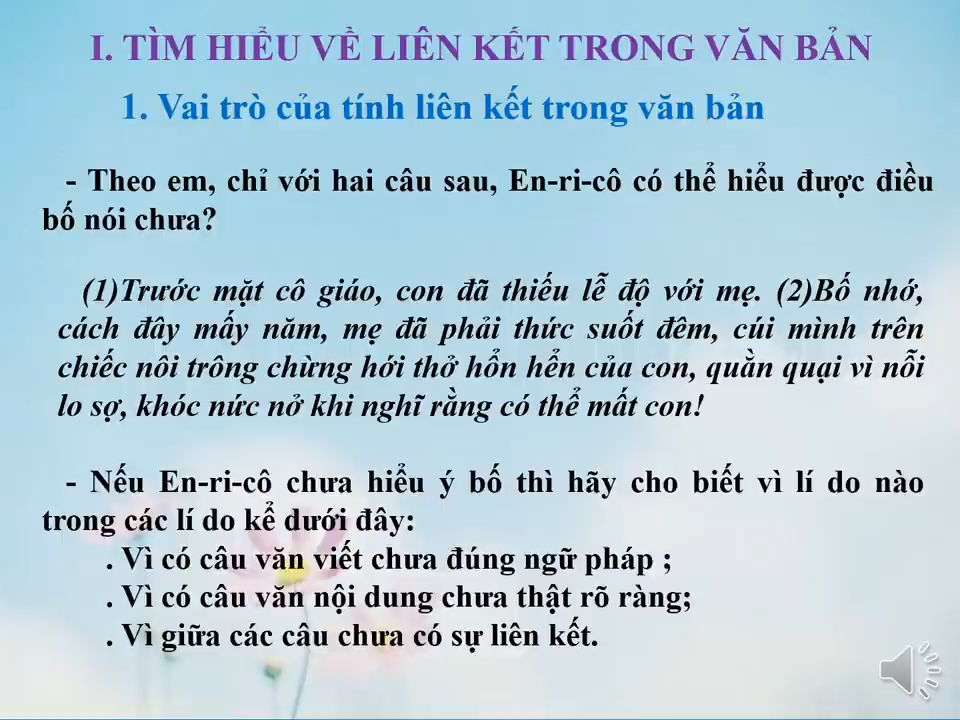 I. TÌM HIỂU VỀ LIÊN KẾT TRONG VĂN BẢN
1. Vai trò của tính liên kết trong văn bản
- Theo em, chỉ với hai câu sau, En-ri-cô có thể hiểu được điều
bố nói chưa?
(1)Trước mặt cô giáo, con đã thiếu lễ độ với mẹ. (2)Bố nhớ,
cách đây mấy năm, mẹ đã phải thức suốt đêm, cúi mình trên
chiếc nôi trông chừng hới thở hổn hển của con, quằn quại vì nỗi
lo sợ, khóc nức nở khi nghĩ rằng có thể mất con!
- Nếu En-ri-cô chưa hiểu ý bố thì hãy cho biết vì lí do nào
trong các lí do kể dưới đây:
. Vì có câu văn viết chưa đúng ngữ pháp ;
. Vì có câu văn nội dung chưa thật rõ ràng;
. Vì giữa các câu chưa có sự liên kết.